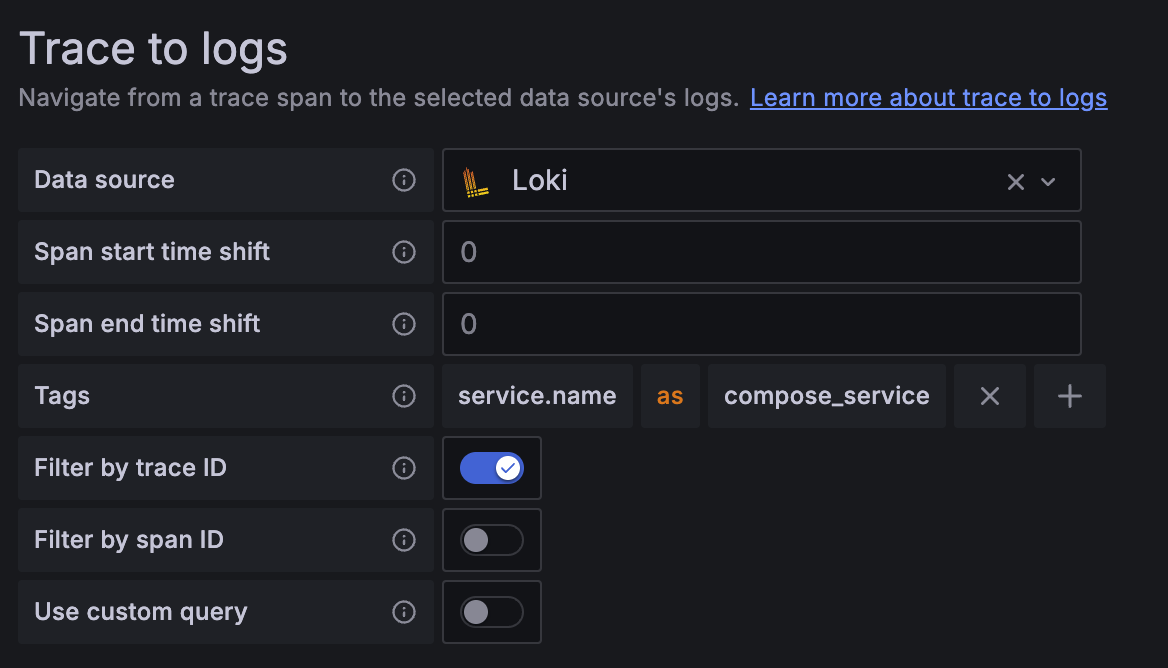 Trace to logs
Navigate from a trace span to the selected data source's logs. Learn more about trace to logs
Data source Loki
Span start time shift 0
Span end time shift 0
Tags service.name as compose_service
Filter by trace ID
Filter by span ID
Use custom query